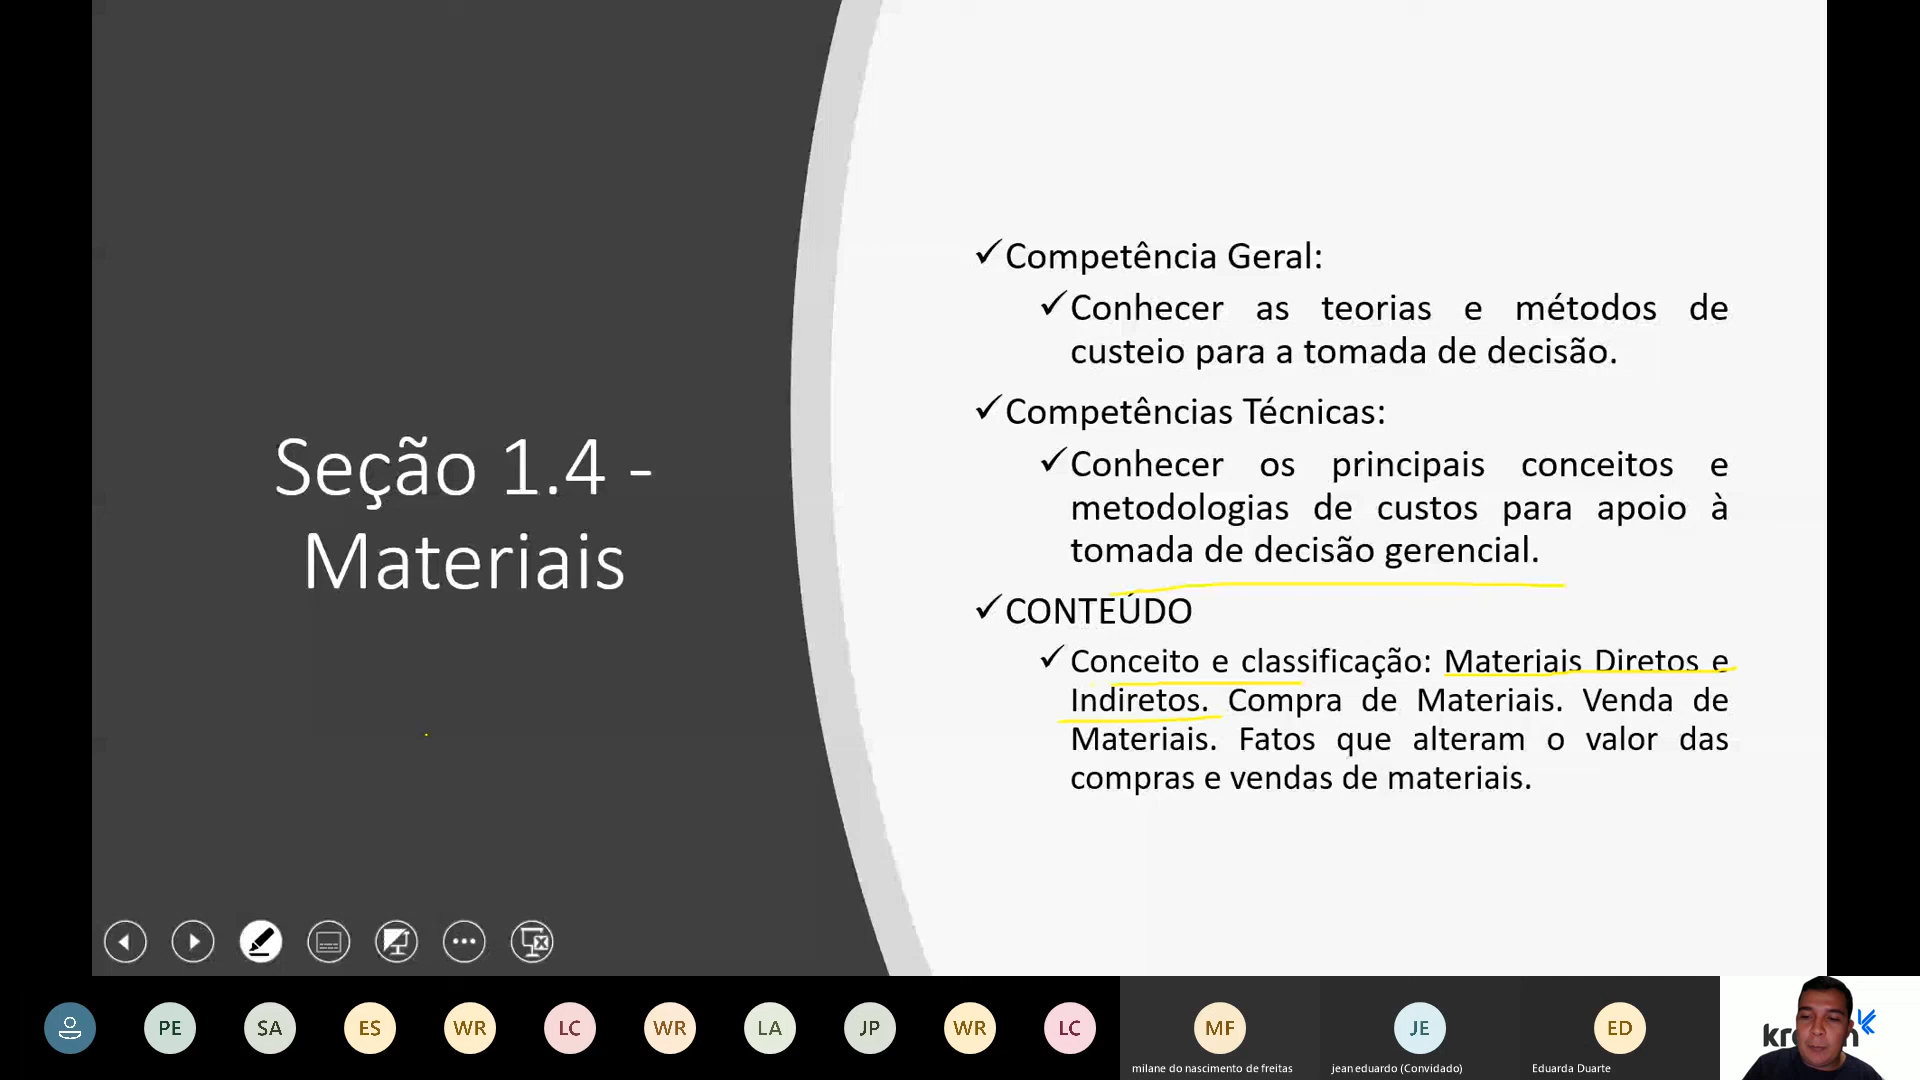 Seção 1.4 -
Materiais
✓Competência Geral:
✓Conhecer as teorias e métodos de
custeio para a tomada de decisão.
✓Competências Técnicas:
✓Conhecer os principais conceitos e
metodologias de custos para apoio à
tomada de decisão gerencial.
✓CONTEÚDO
✓Conceito e classificação: Materiais Diretos e
Indiretos. Compra de Materiais. Venda de
Materiais. Fatos que alteram o valor das
compras e vendas de materiais.
PE SA ES WR LC WR LA JP WR LC MF JE ED
milane do nascimento de freitas
jean eduardo (Convidado)
Eduarda Duarte